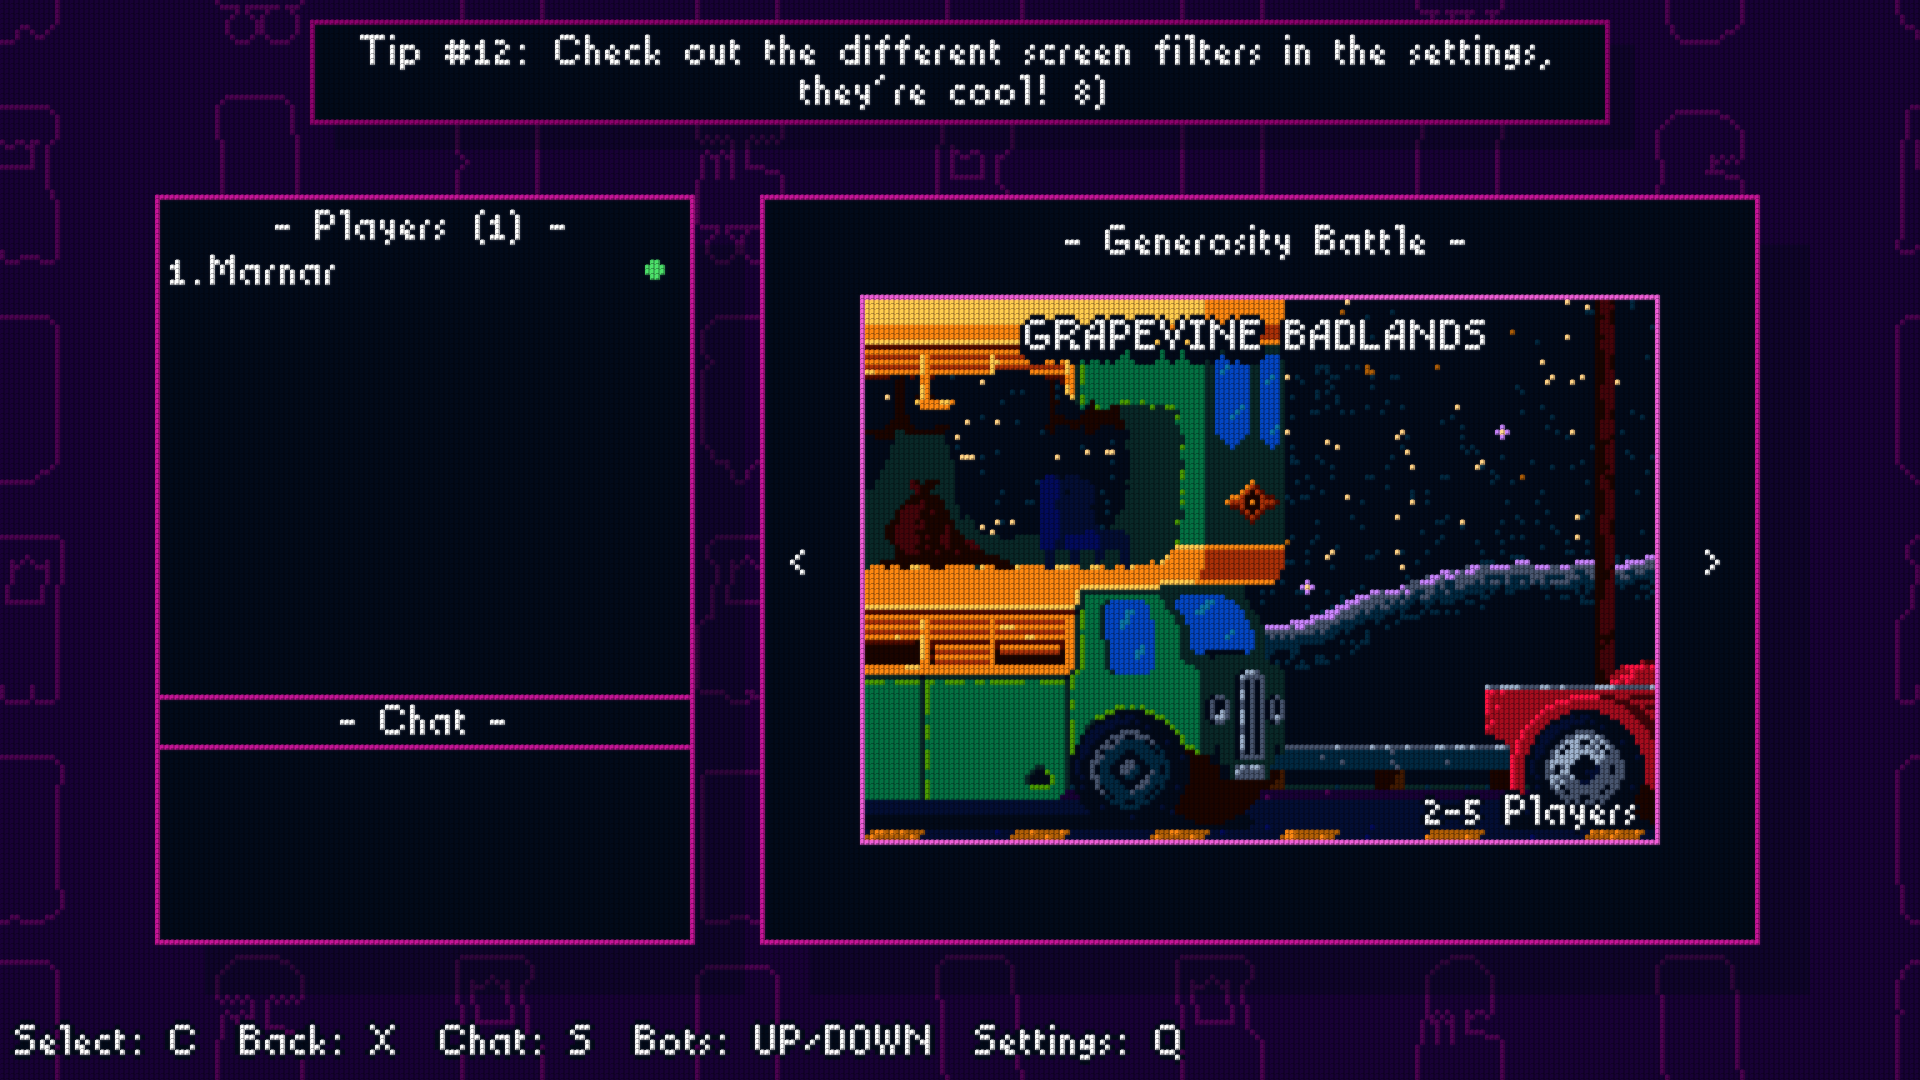 Tip #12: Check out the different screen filters in the settings,
they're cool! 8)
- Players (1) -
1.Marnar
- Chat -
- Generosity Battle -
GRAPEVINE BADLANDS
<
>
2-5 Players
Select: C  Back: X  Chat: S  Bots: UP/DOWN  Settings: Q